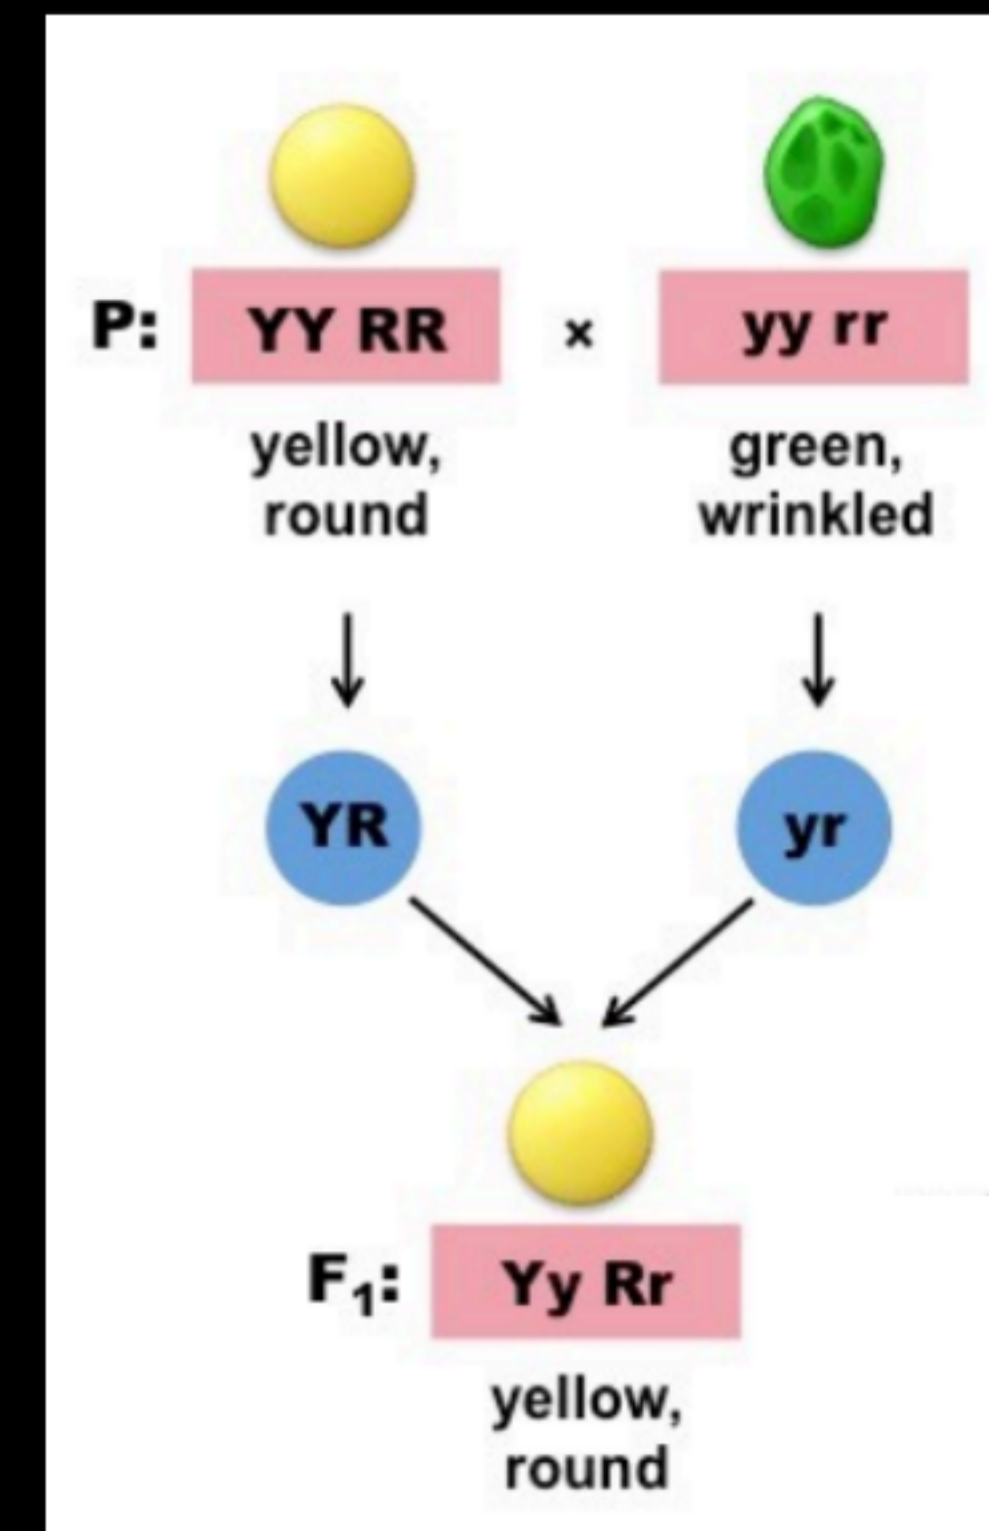 P: YY RR × yy rr
yellow, green,
round wrinkled
YR yr
F₁: Yy Rr
yellow,
round